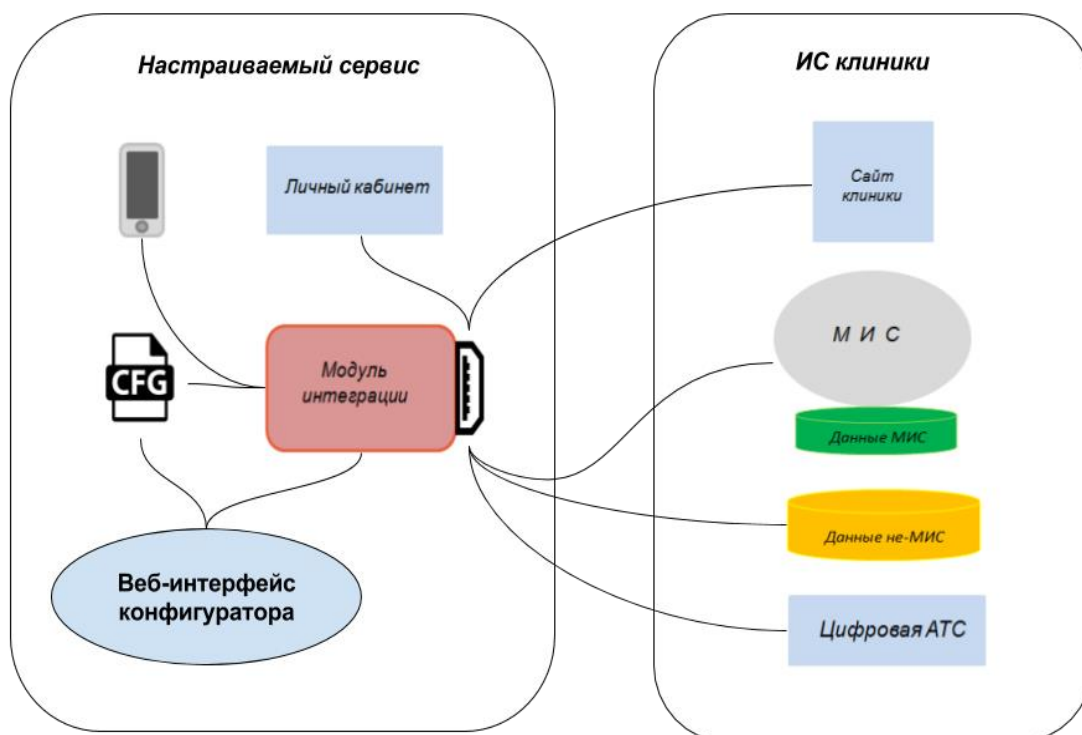 Настраиваемый сервис
Личный кабинет
CFG
Модуль
интеграции
Веб-интерфейс
конфигуратора
ИС клиники
Сайт
клиники
М И С
Данные МИС
Данные не-МИС
Цифровая АТС